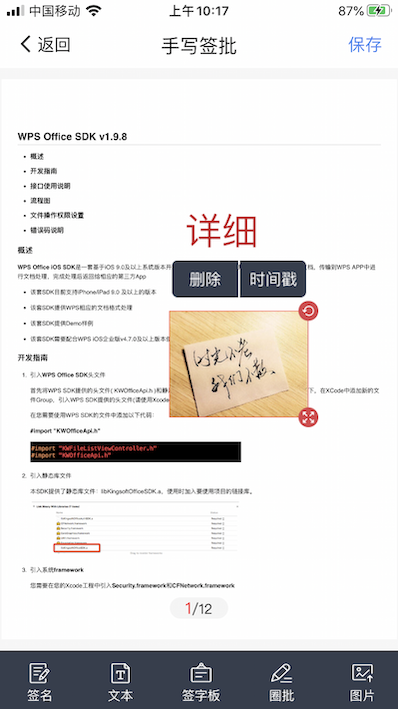 中国移动
上午10:17
87%
返回
手写签批
保存
WPS Office SDK v1.9.8
概述
开发指南
接口使用说明
流程图
文件操作权限设置
错误码说明
详细
概述
WPS Office iOS SDK是一套基于iOS 9.0及以上系统版本开
档，传输到WPS APP中进
行文档处理，完成处理后返回给相应的第三方App
删除
时间戳
该套SDK目前支持iPhone/iPad 9.0 及以上的版本
该套SDK提供WPS相应的文档格式处理
该套SDK提供Demo样例
该套SDK需要配合WPS iOS企业版v4.7.0及以上版本使
时光不老
我们不散
开发指南
1. 引入WPS Office SDK头文件
首先将WPS SDK提供的头文件( KWOfficeApi.h )和静
下，在XCode中添加新的文
件Group，引入WPS SDK提供的头文件(请使用Xcode
在您需要使用WPS SDK的文件中添加以下代码：
#import "KWOfficeApi.h"
#import "KWFileListViewController.h"
#import "KWOfficeApi.h"
2. 引入静态库文件
本SDK提供了静态库文件：libKingsoftOfficeSDK.a，使用时加入要使用项目的链接库。
3. 引入系统framework
您需要在您的Xcode工程中引入Security.framework和CFNetwork.framework
1/12
签名
文本
签字板
圈批
图片